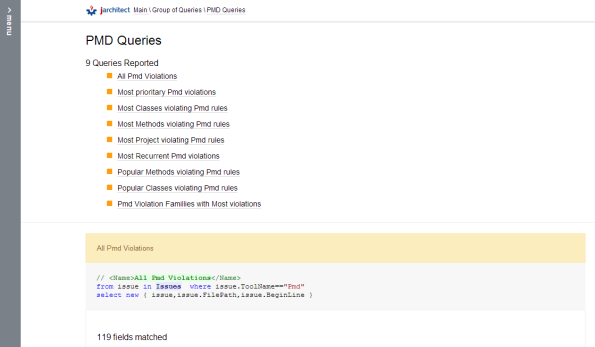 menu
jarchitect Main \ Group of Queries \ PMD Queries
PMD Queries
9 Queries Reported
All Pmd Violations
Most prioritary Pmd violations
Most Classes violating Pmd rules
Most Methods violating Pmd rules
Most Project violating Pmd rules
Most Recurrent Pmd violations
Popular Methods violating Pmd rules
Popular Classes violating Pmd rules
Pmd Violation Famillies with Most violations
All Pmd Violations
// <Name>All Pmd Violations</Name>
from issue in Issues where issue.ToolName=="Pmd"
select new { issue,issue.FilePath,issue.BeginLine }
119 fields matched